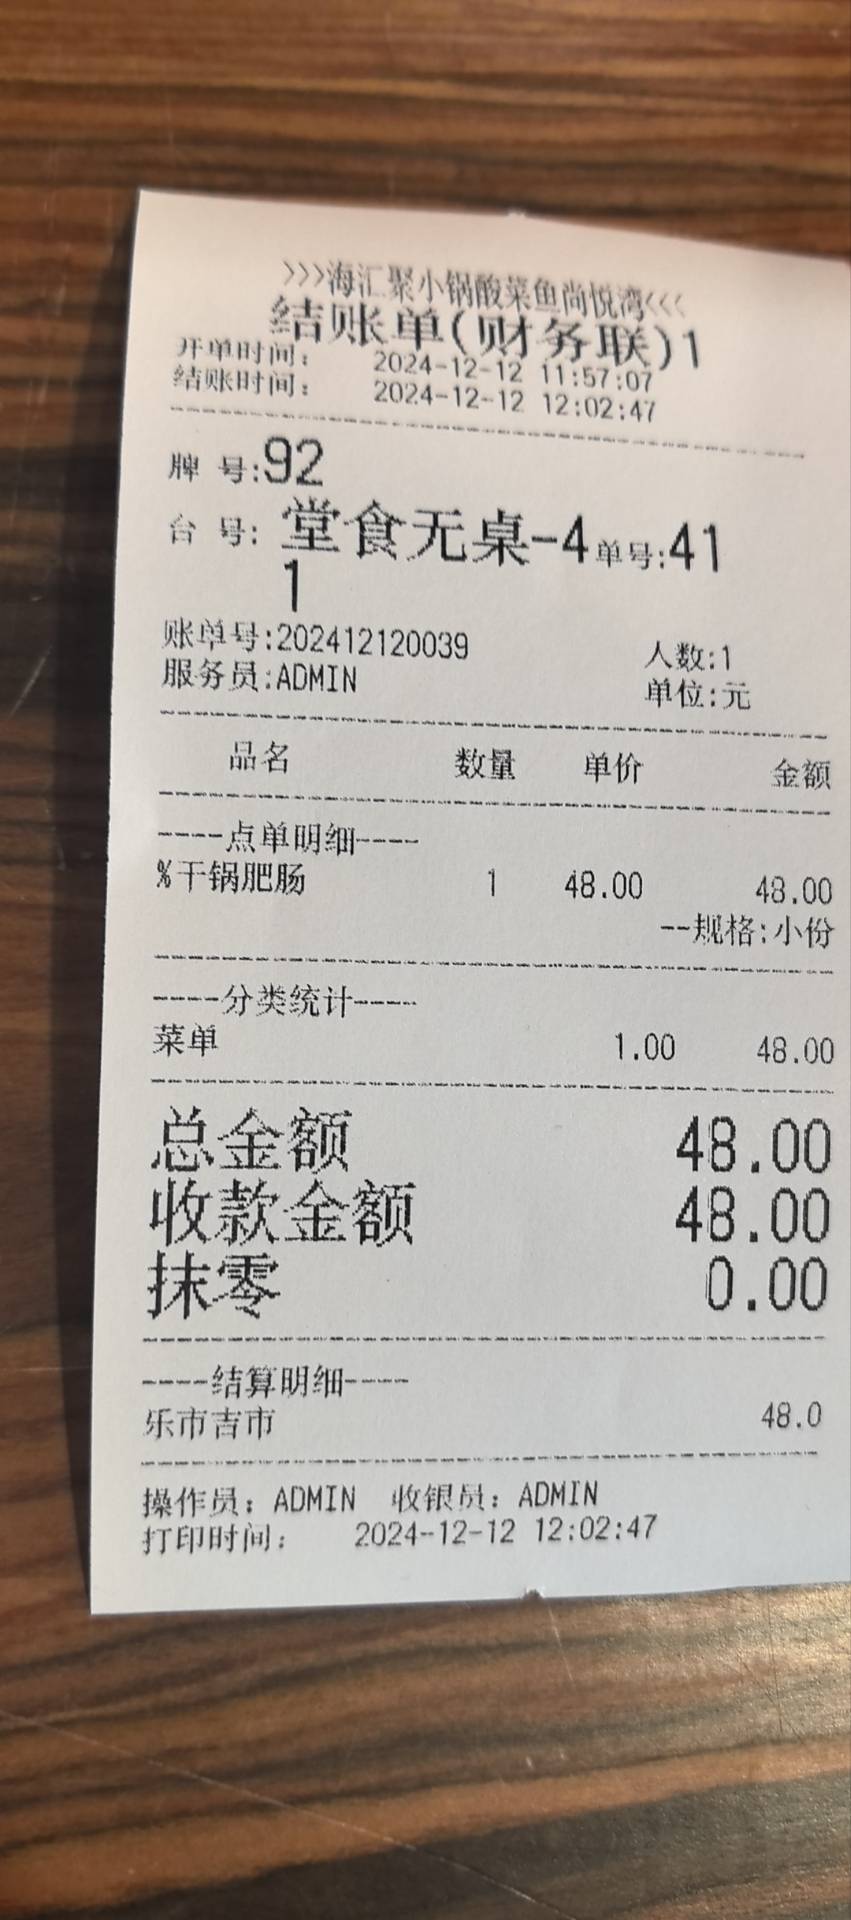 >>>海汇聚小锅酸菜鱼尚悦湾<<<
结账单(财务联)1
开单时间: 2024-12-12 11:57:07
结账时间: 2024-12-12 12:02:47
牌 号:92
台 号: 堂食无桌-4 单号:41
1
账单号:202412120039 人数:1
服务员:ADMIN 单位:元
品名 数量 单价 金额
----点单明细----
%干锅肥肠 1 48.00 48.00
--规格:小份
----分类统计----
菜单 1.00 48.00
总金额 48.00
收款金额 48.00
抹零 0.00
----结算明细----
乐市吉市 48.0
操作员: ADMIN 收银员: ADMIN
打印时间: 2024-12-12 12:02:47